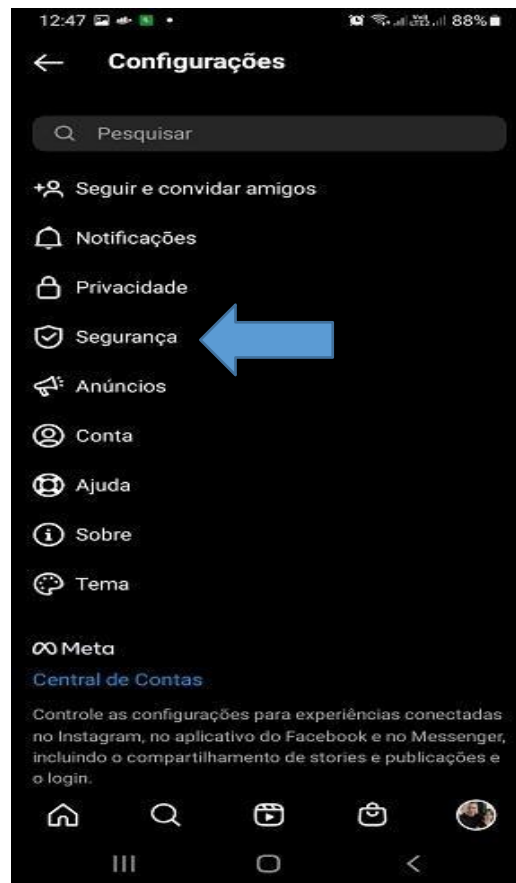 12:47 88%
Configurações
Pesquisar
Seguir e convidar amigos
Notificações
Privacidade
Segurança
Anúncios
Conta
Ajuda
Sobre
Tema
Meta
Central de Contas
Controle as configurações para experiências conectadas
no Instagram, no aplicativo do Facebook e no Messenger,
incluindo o compartilhamento de stories e publicações e
o login.